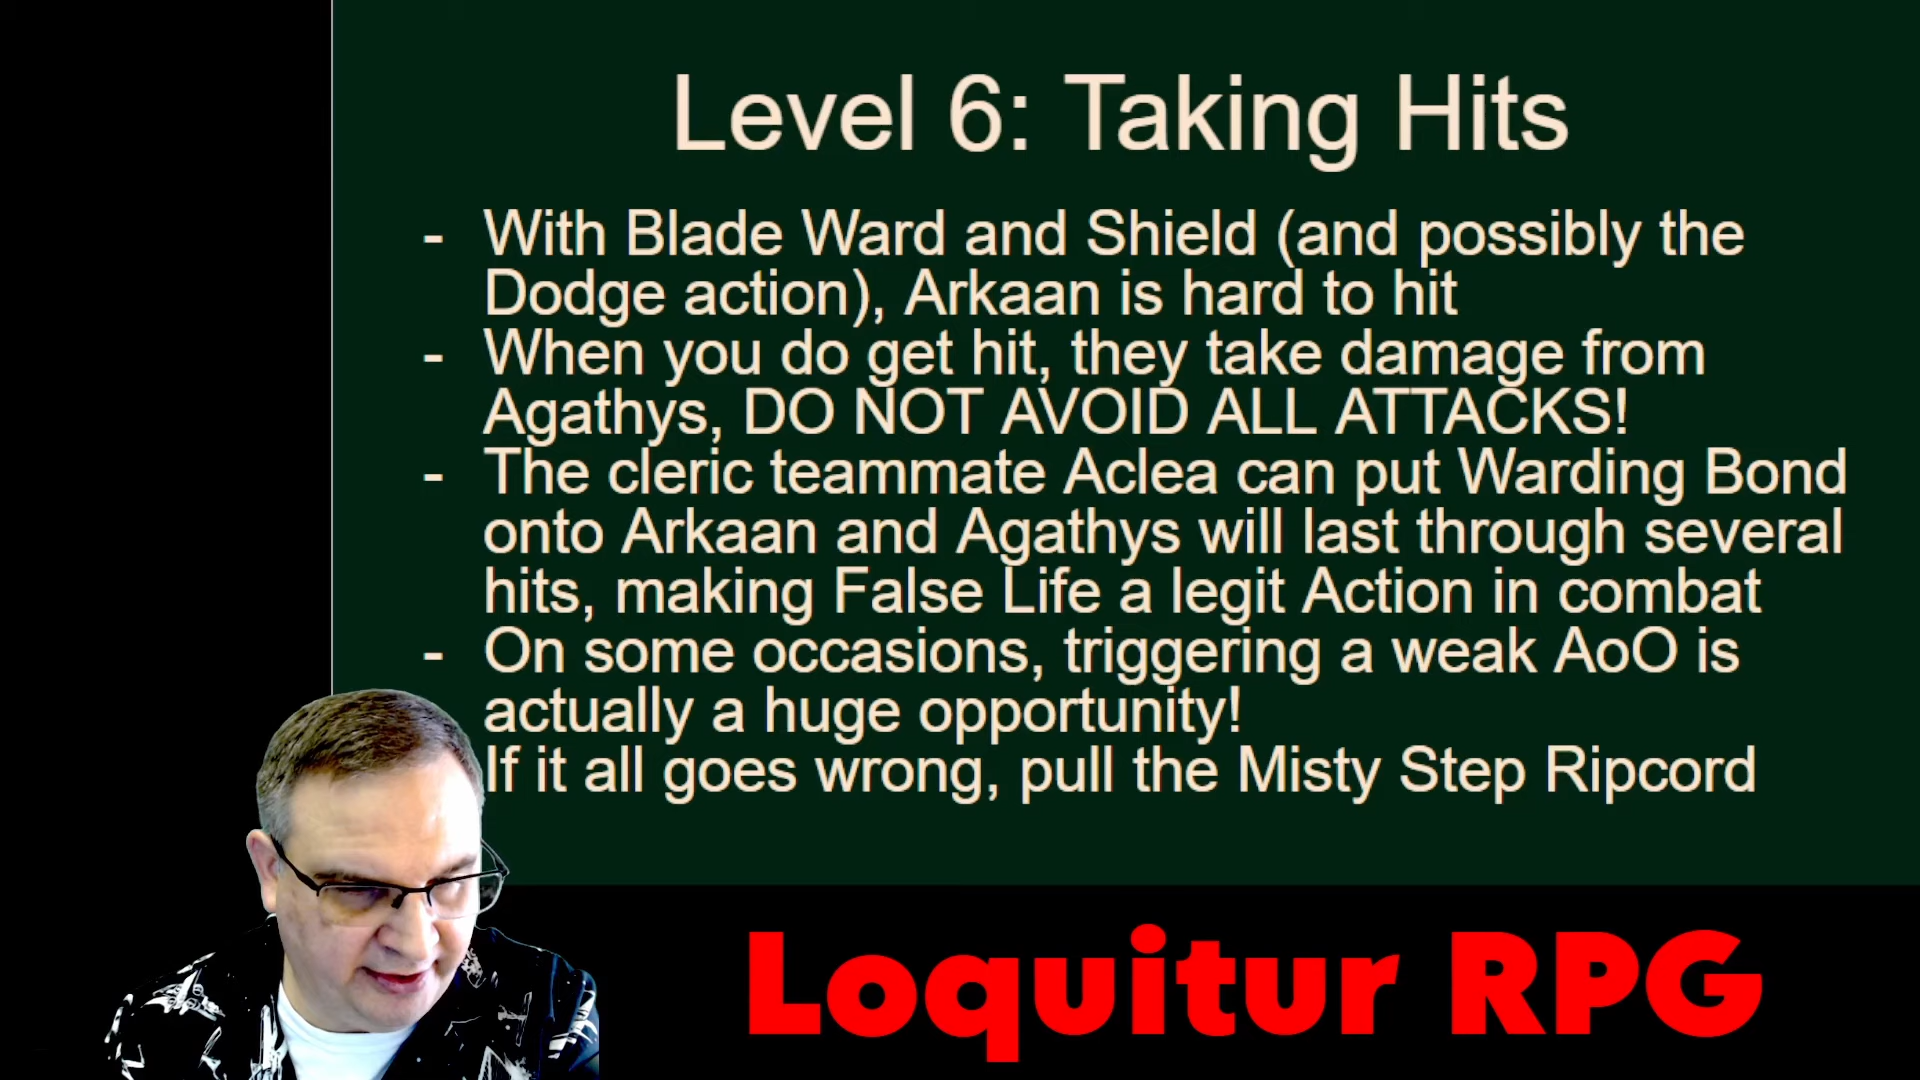 Level 6: Taking Hits
- With Blade Ward and Shield (and possibly the
Dodge action), Arkaan is hard to hit
- When you do get hit, they take damage from
Agathys, DO NOT AVOID ALL ATTACKS!
- The cleric teammate Aclea can put Warding Bond
onto Arkaan and Agathys will last through several
hits, making False Life a legit Action in combat
- On some occasions, triggering a weak AoO is
actually a huge opportunity!
If it all goes wrong, pull the Misty Step Ripcord
Loquitur RPG